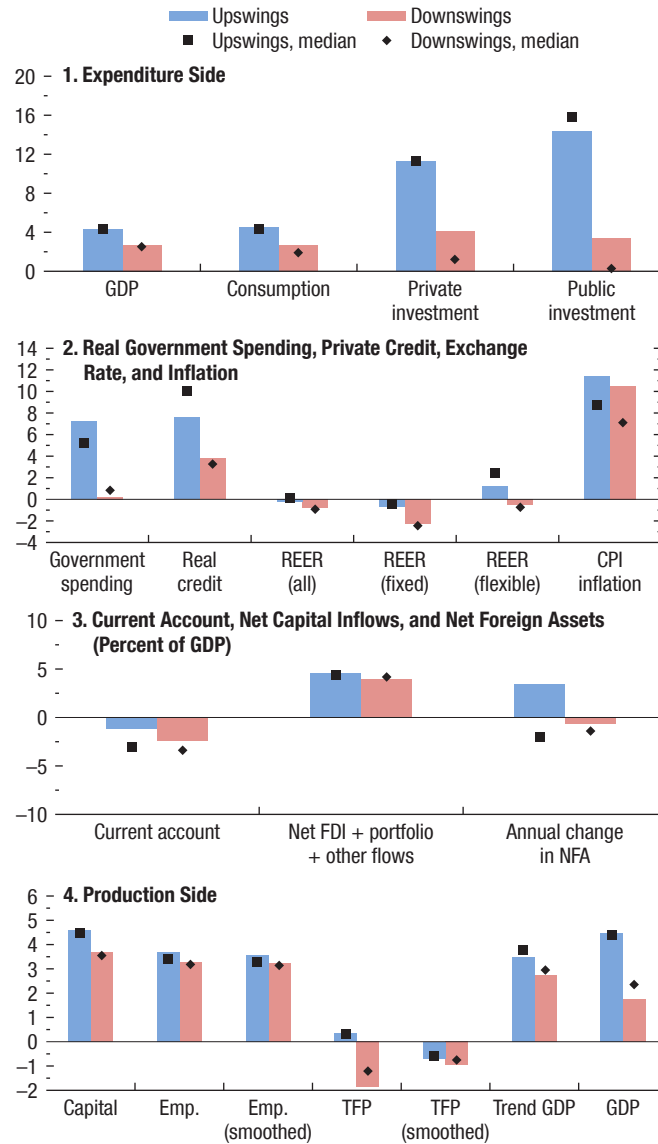 Upswings
Downswings
Upswings, median
Downswings, median
1. Expenditure Side
20
16
12
8
4
0
GDP
Consumption
Private
investment
Public
investment
2. Real Government Spending, Private Credit, Exchange
Rate, and Inflation
14
12
10
8
6
4
2
0
–2
–4
Government
spending
Real
credit
REER
(all)
REER
(fixed)
REER
(flexible)
CPI
inflation
3. Current Account, Net Capital Inflows, and Net Foreign Assets
(Percent of GDP)
10
5
0
–5
–10
Current account
Net FDI + portfolio
+ other flows
Annual change
in NFA
4. Production Side
6
5
4
3
2
1
0
–1
–2
Capital
Emp.
Emp.
(smoothed)
TFP
TFP
(smoothed)
Trend GDP
GDP